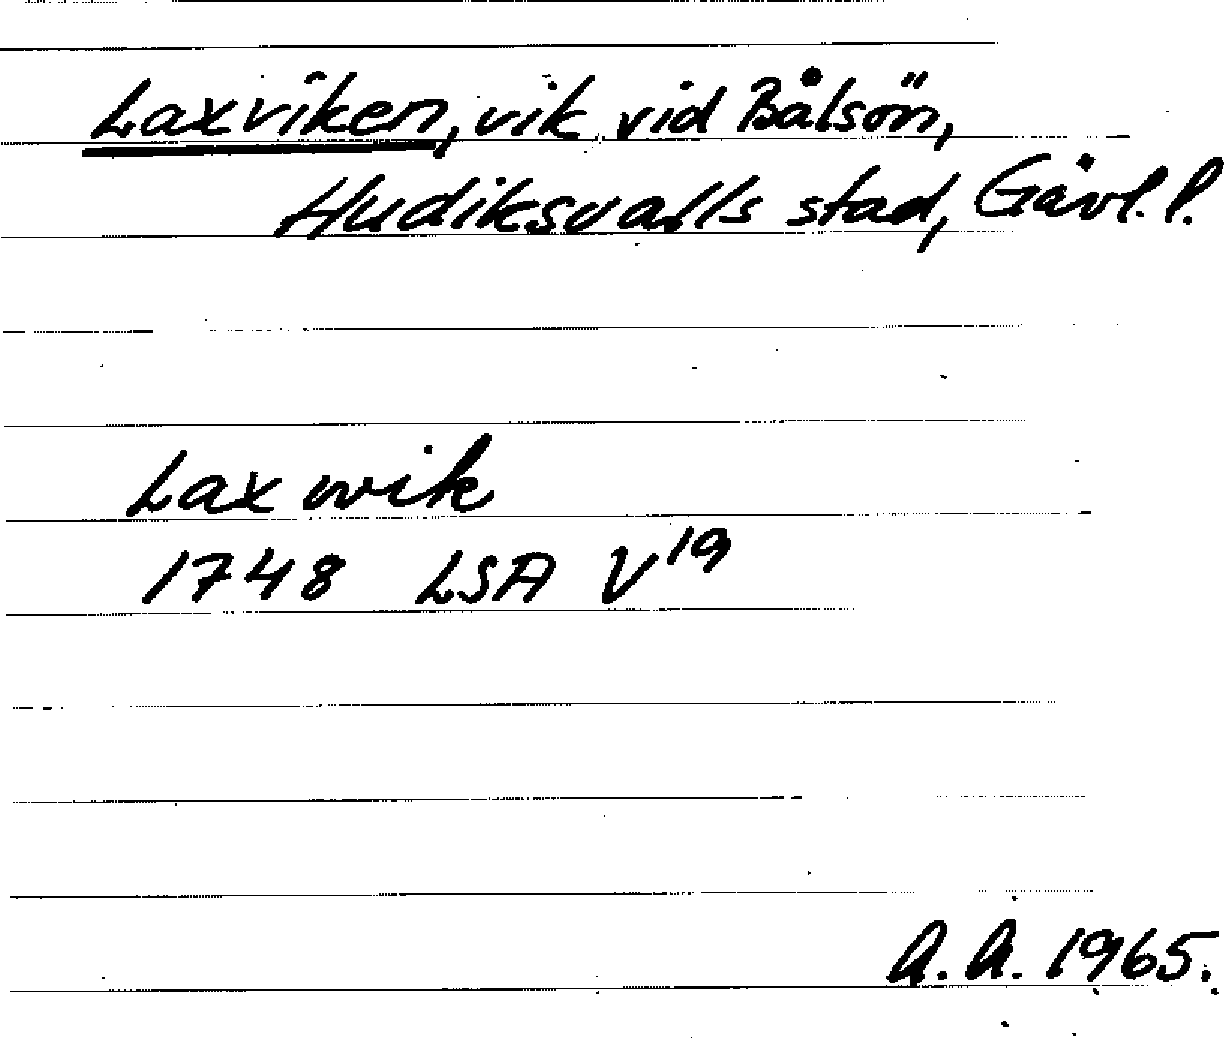 Laxviken, vik vid Bålsön,
Hudiksvalls stad, Gävl. l.
Lax wik
1748 LSA V19
A. A. 1965.